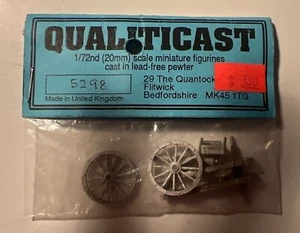 QUALITICAST
1/72nd (20mm) scale miniature figurines
cast in lead-free pewter
5298
29 The Quantock
Flitwick
Bedfordshire MK45 1TG
Made in United Kingdom